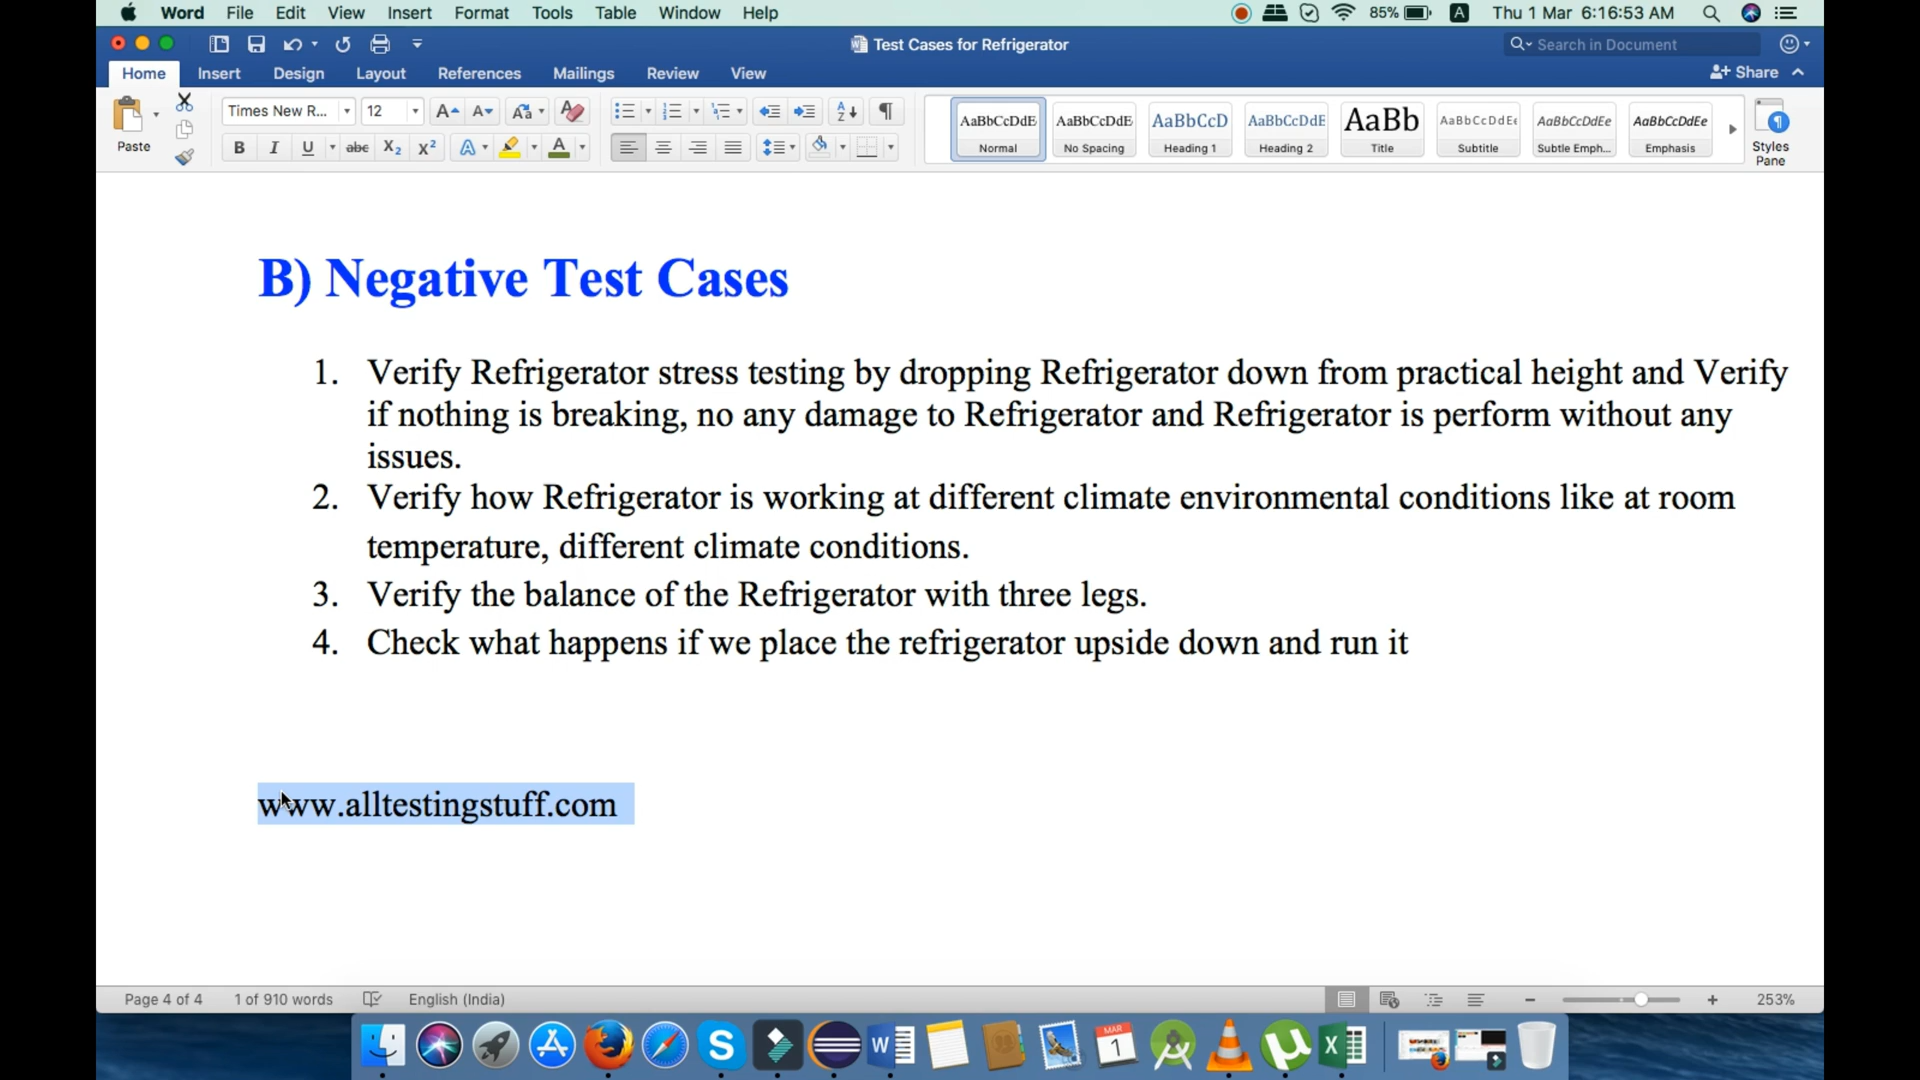 Word File Edit View Insert Format Tools Table Window Help 85% A Thu 1 Mar 6:16:53 AM
Test Cases for Refrigerator Search in Document
Home Insert Design Layout References Mailings Review View Share
Times New R... 12 A A Aa A
AaBbCcDdE AaBbCcDdE AaBbCcD AaBbCcDdE AaBb AaBbCcDdEe AaBbCcDdEe AaBbCcDdEe
Paste B I U abc X2 X2 A A Normal No Spacing Heading 1 Heading 2 Title Subtitle Subtle Emph... Emphasis Styles Pane
B) Negative Test Cases
1. Verify Refrigerator stress testing by dropping Refrigerator down from practical height and Verify
if nothing is breaking, no any damage to Refrigerator and Refrigerator is perform without any
issues.
2. Verify how Refrigerator is working at different climate environmental conditions like at room
temperature, different climate conditions.
3. Verify the balance of the Refrigerator with three legs.
4. Check what happens if we place the refrigerator upside down and run it
www.alltestingstuff.com
Page 4 of 4 1 of 910 words English (India) 253%
MAR
1